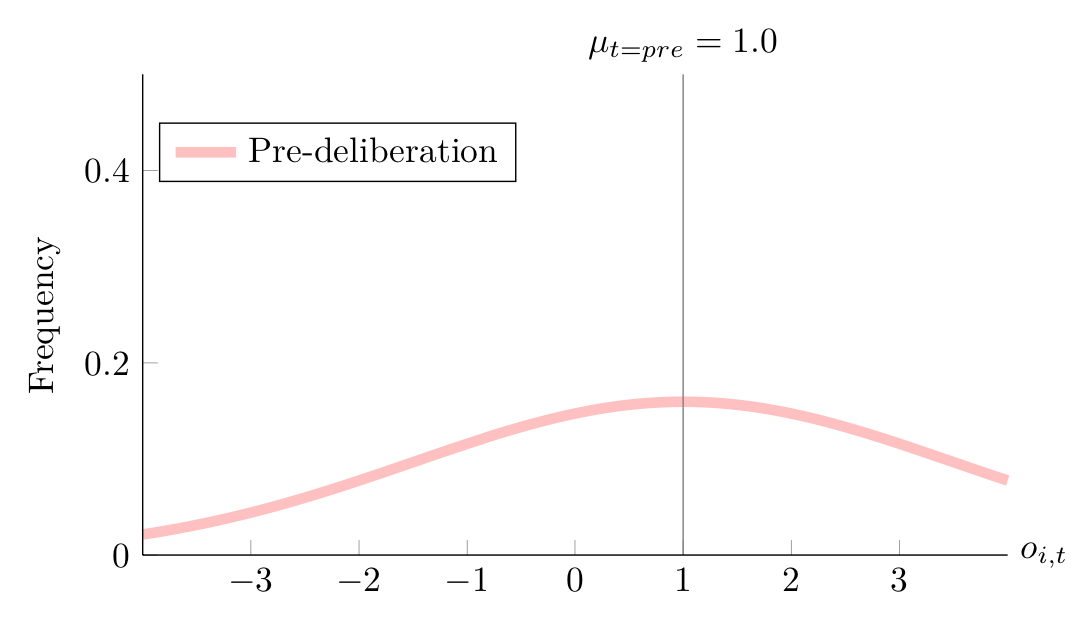 μ_{t=pre} = 1.0
Pre-deliberation
0.4
Frequency
0.2
0
o_{i,t}
−3 −2 −1 0 1 2 3